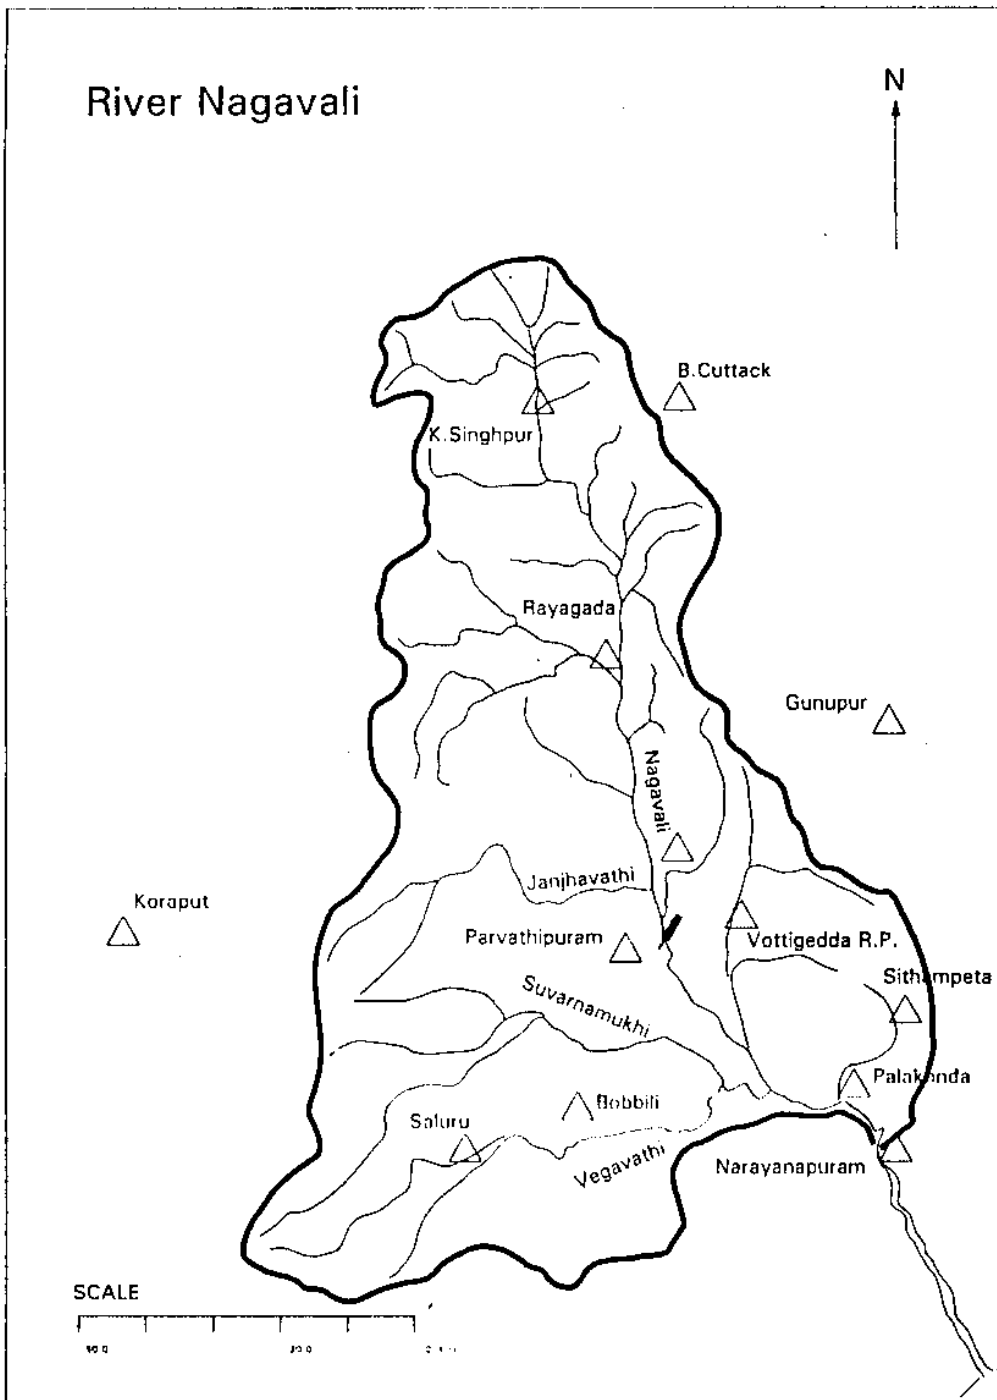 River Nagavali
N
B.Cuttack
K.Singhpur
Rayagada
Gunupur
Nagavali
Janjhavathi
Koraput
Parvathipuram
Vottigedda R.P.
Sithampeta
Suvarnamukhi
Palakonda
Bobbili
Saluru
Vegavathi
Narayanapuram
SCALE